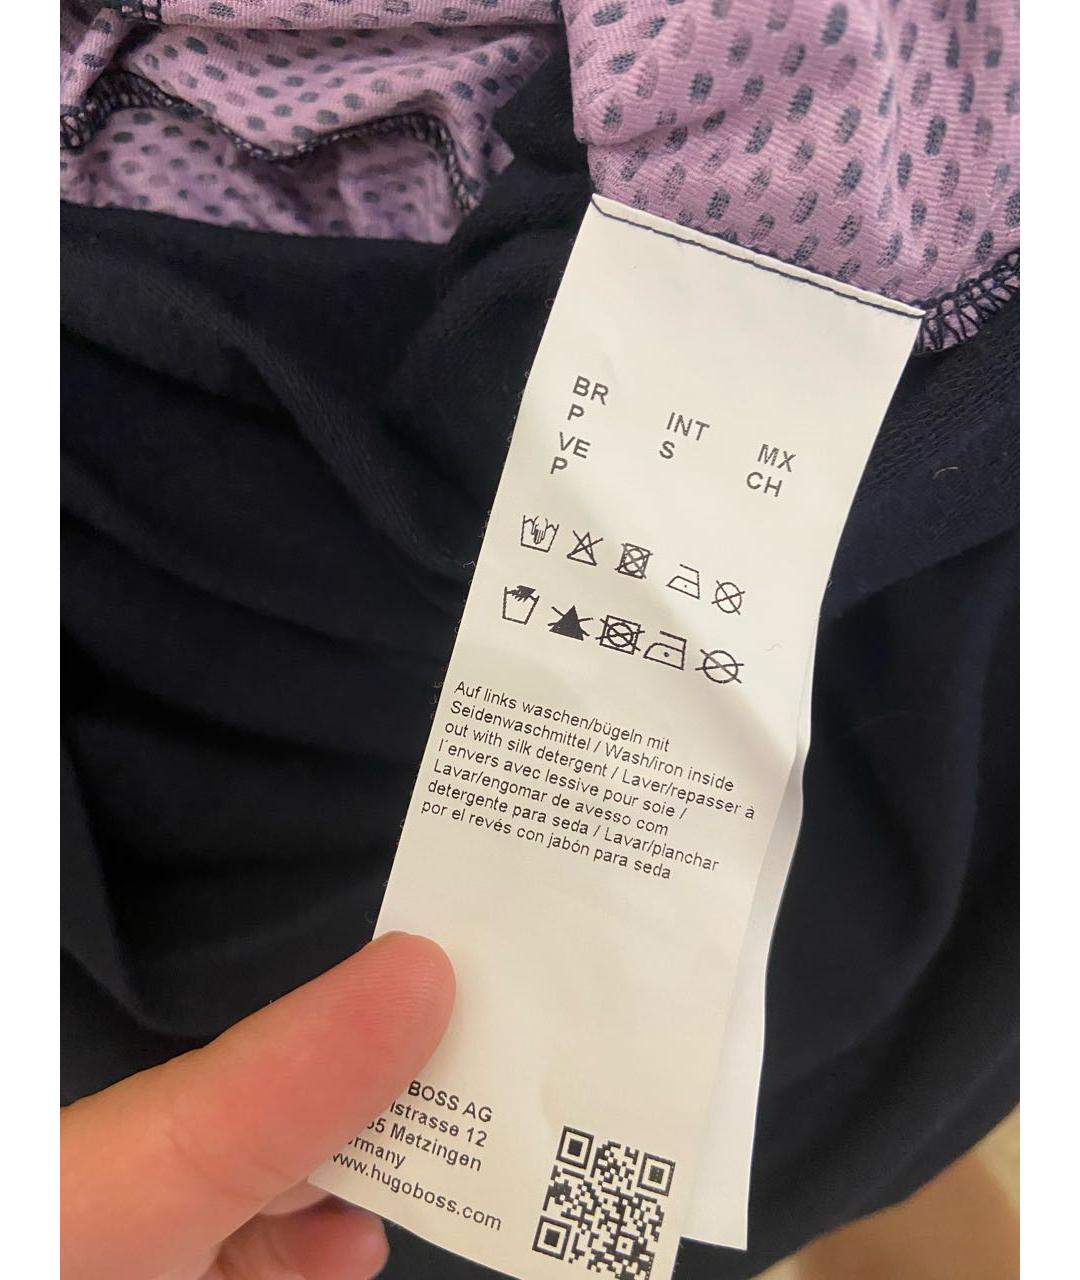 BR
P
INT
S
MX
CH
VE
P
Auf links waschen/bügeln mit
Seidenwaschmittel / Wash/iron inside
out with silk detergent / Laver/repasser à
l'envers avec lessive pour soie /
Lavar/engomar de avesso com
detergente para seda / Lavar/planchar
por el revés con jabón para seda
BOSS AG
12
Metzingen
www.hugoboss.com